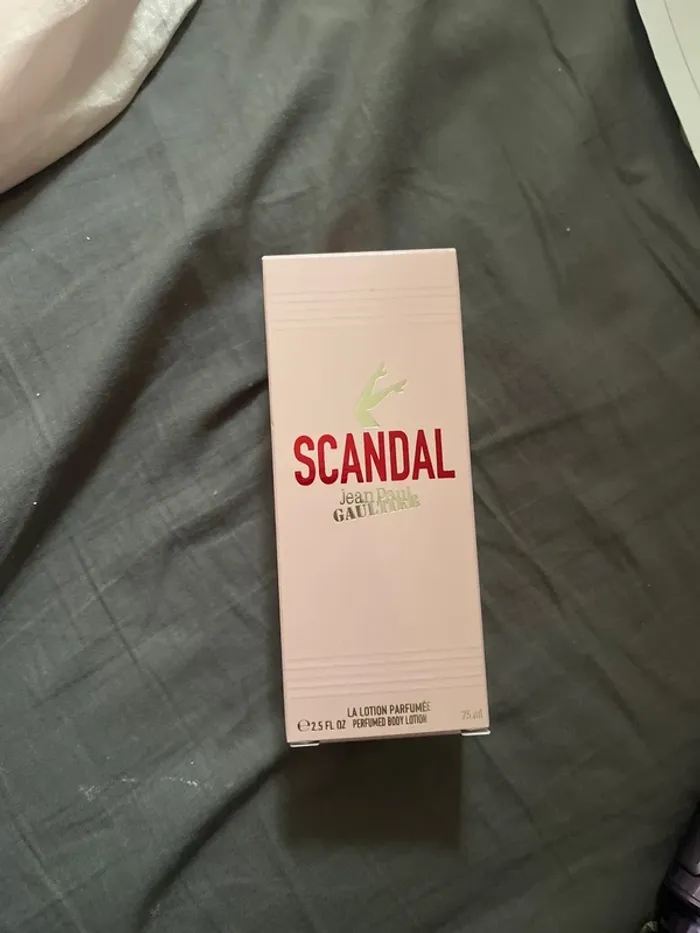 SCANDAL
Jean Paul
GAULTIER
LA LOTION PARFUMÉE
℮ 2.5 FL. OZ PERFUMED BODY LOTION 75 ml